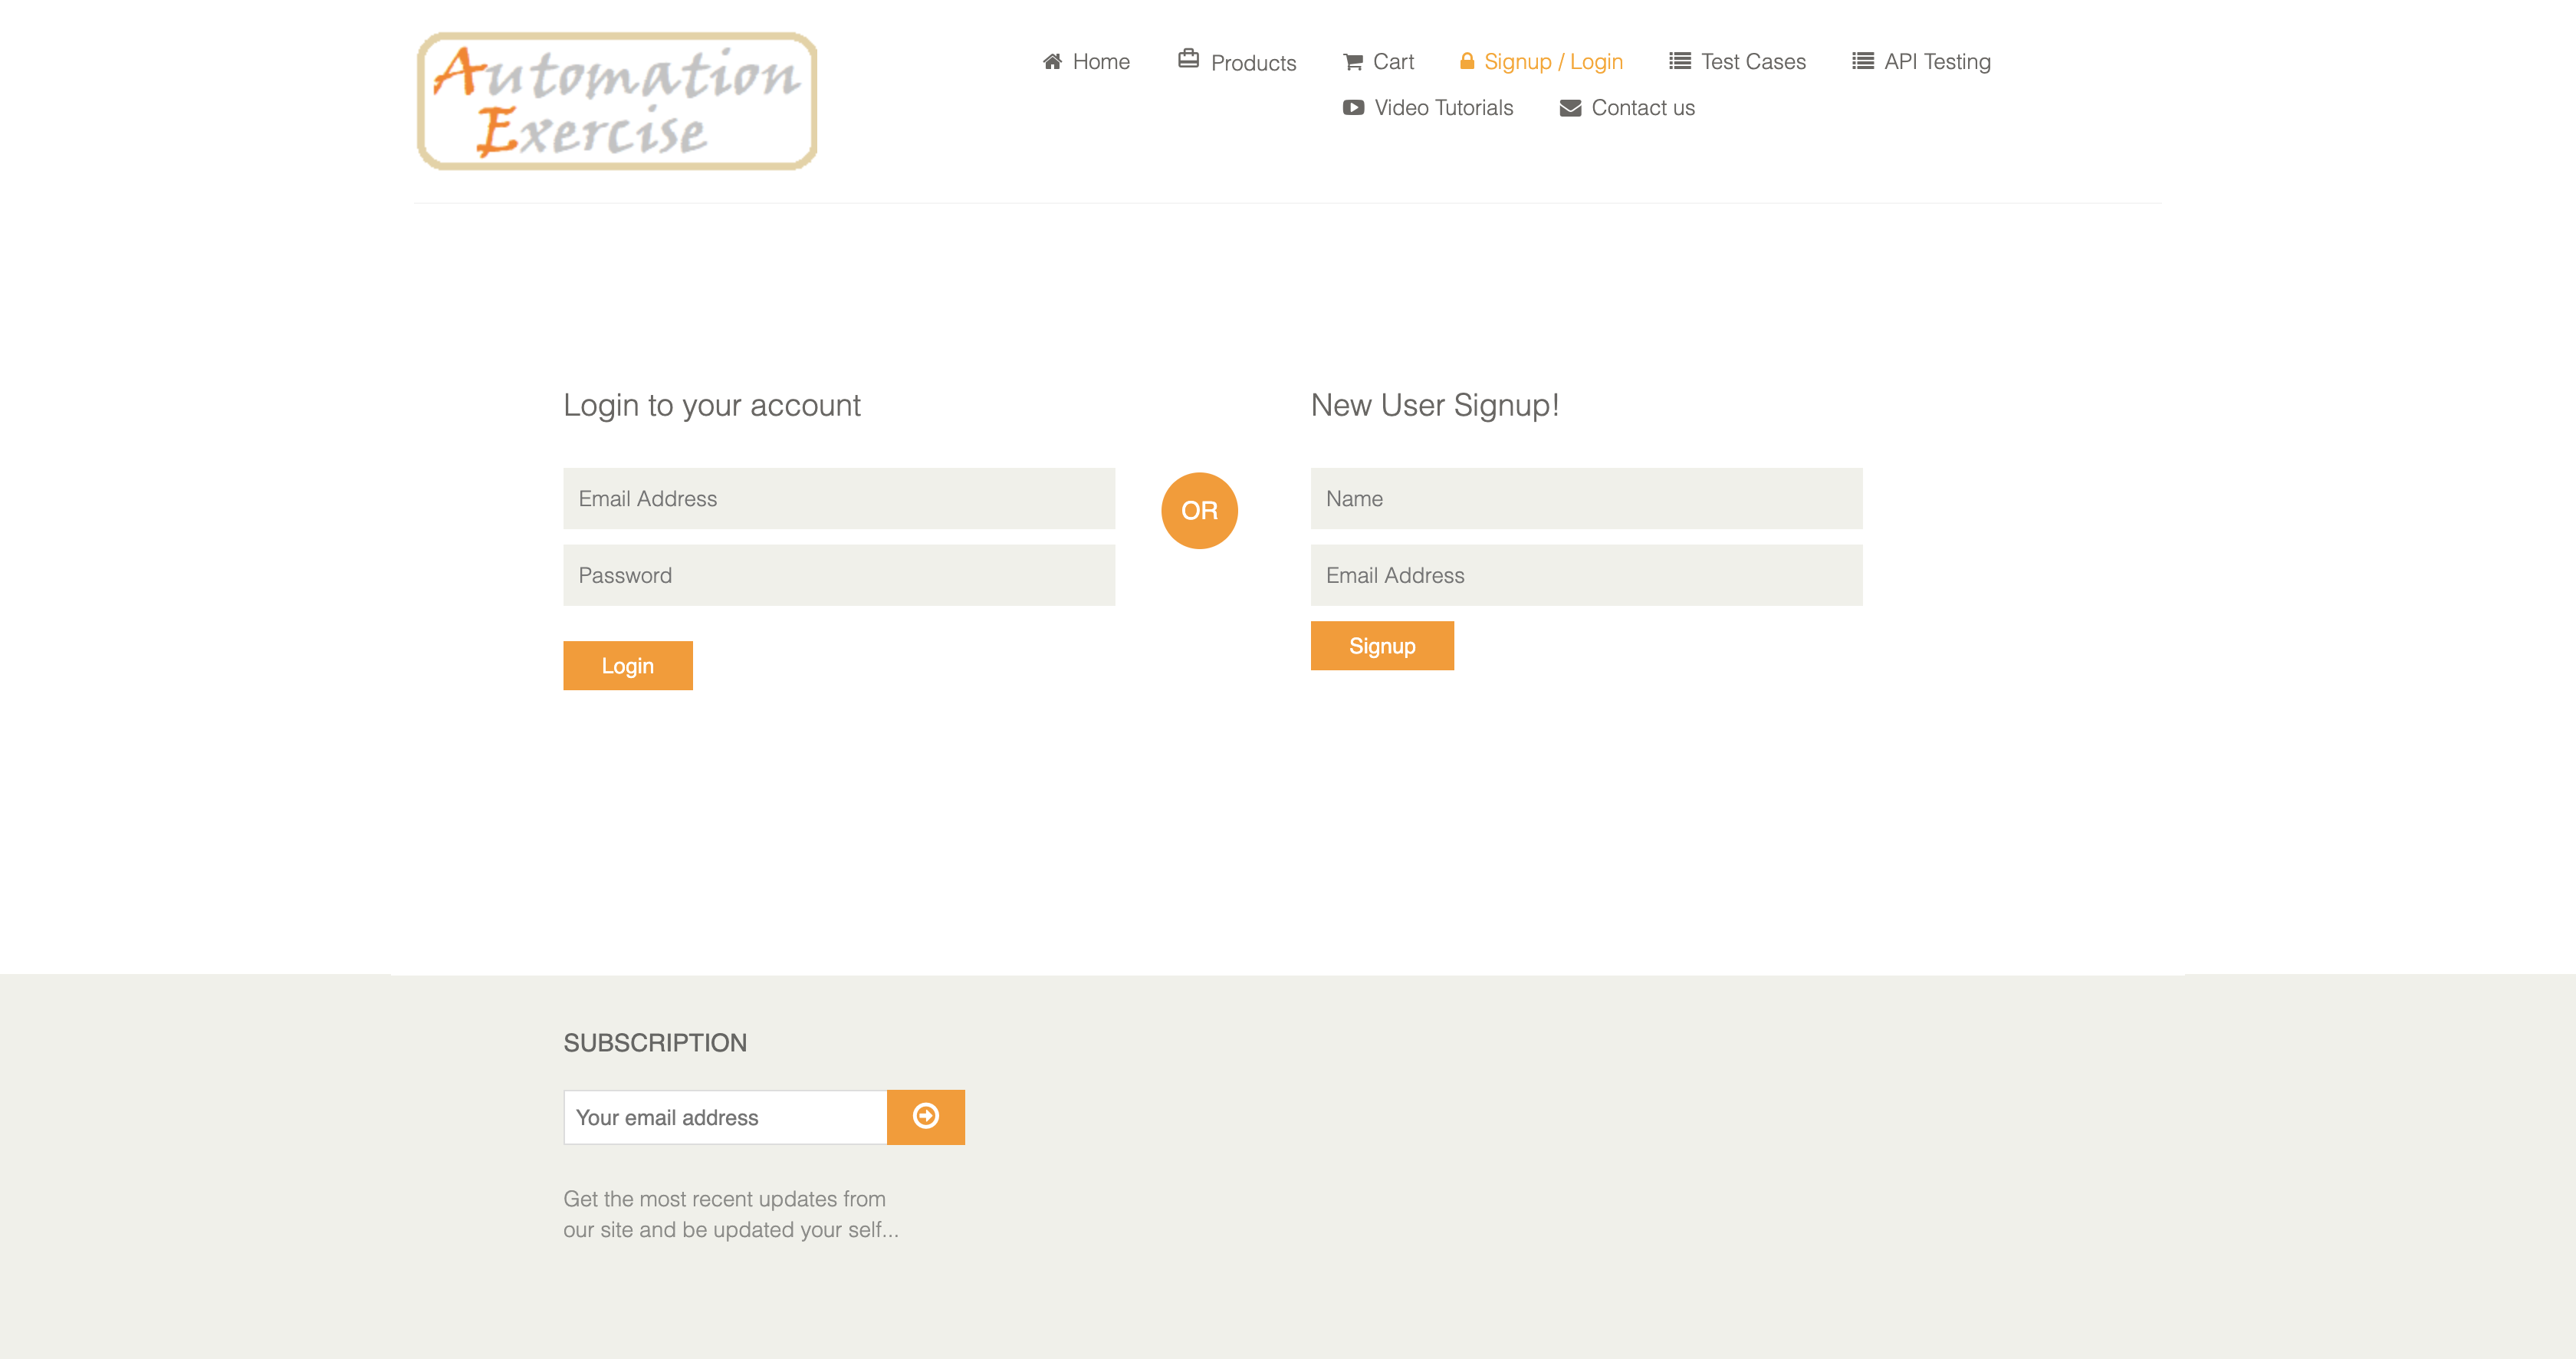 Automation
Exercise
Home Products Cart Signup / Login Test Cases API Testing
Video Tutorials Contact us
Login to your account
Email Address
Password
Login
OR
New User Signup!
Name
Email Address
Signup
SUBSCRIPTION
Your email address
Get the most recent updates from
our site and be updated your self...